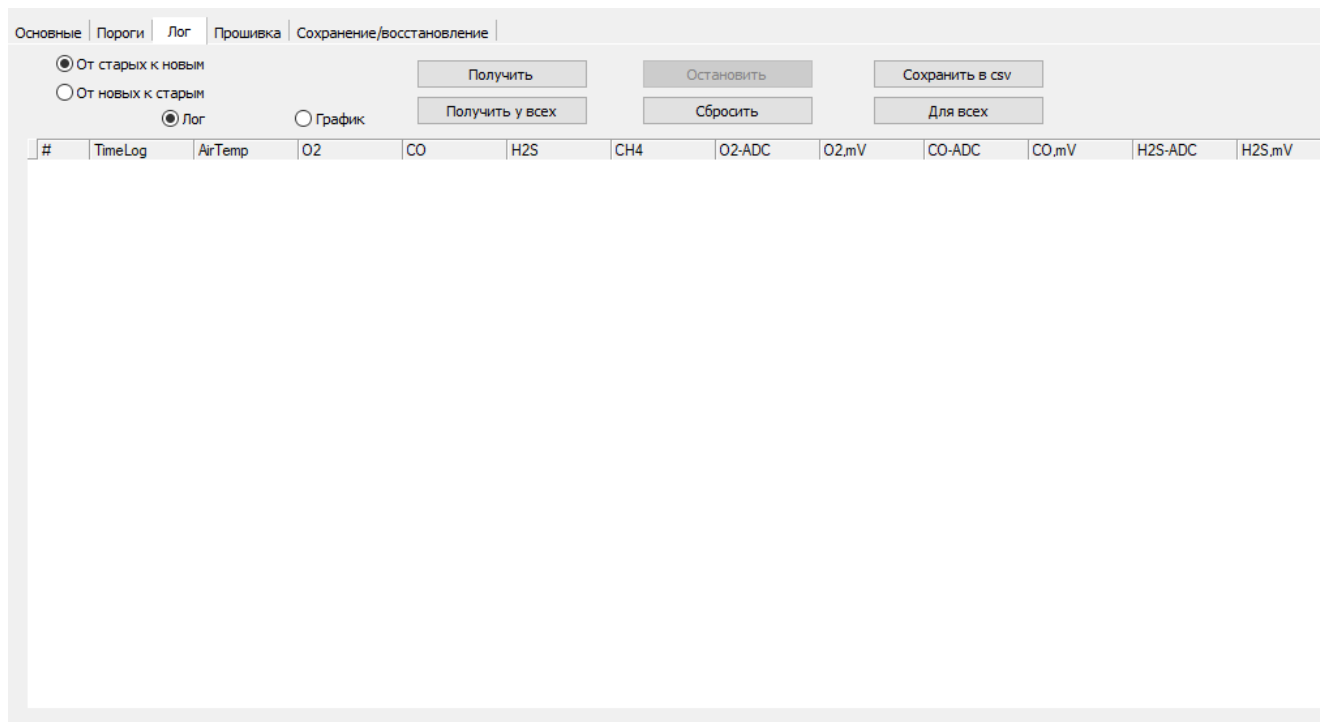 Основные Пороги Лог Прошивка Сохранение/восстановление
От старых к новым Получить Остановить Сохранить в csv
От новых к старым Получить у всех Сбросить Для всех
Лог График
# TimeLog AirTemp O2 CO H2S CH4 O2-ADC O2,mV CO-ADC CO,mV H2S-ADC H2S,mV